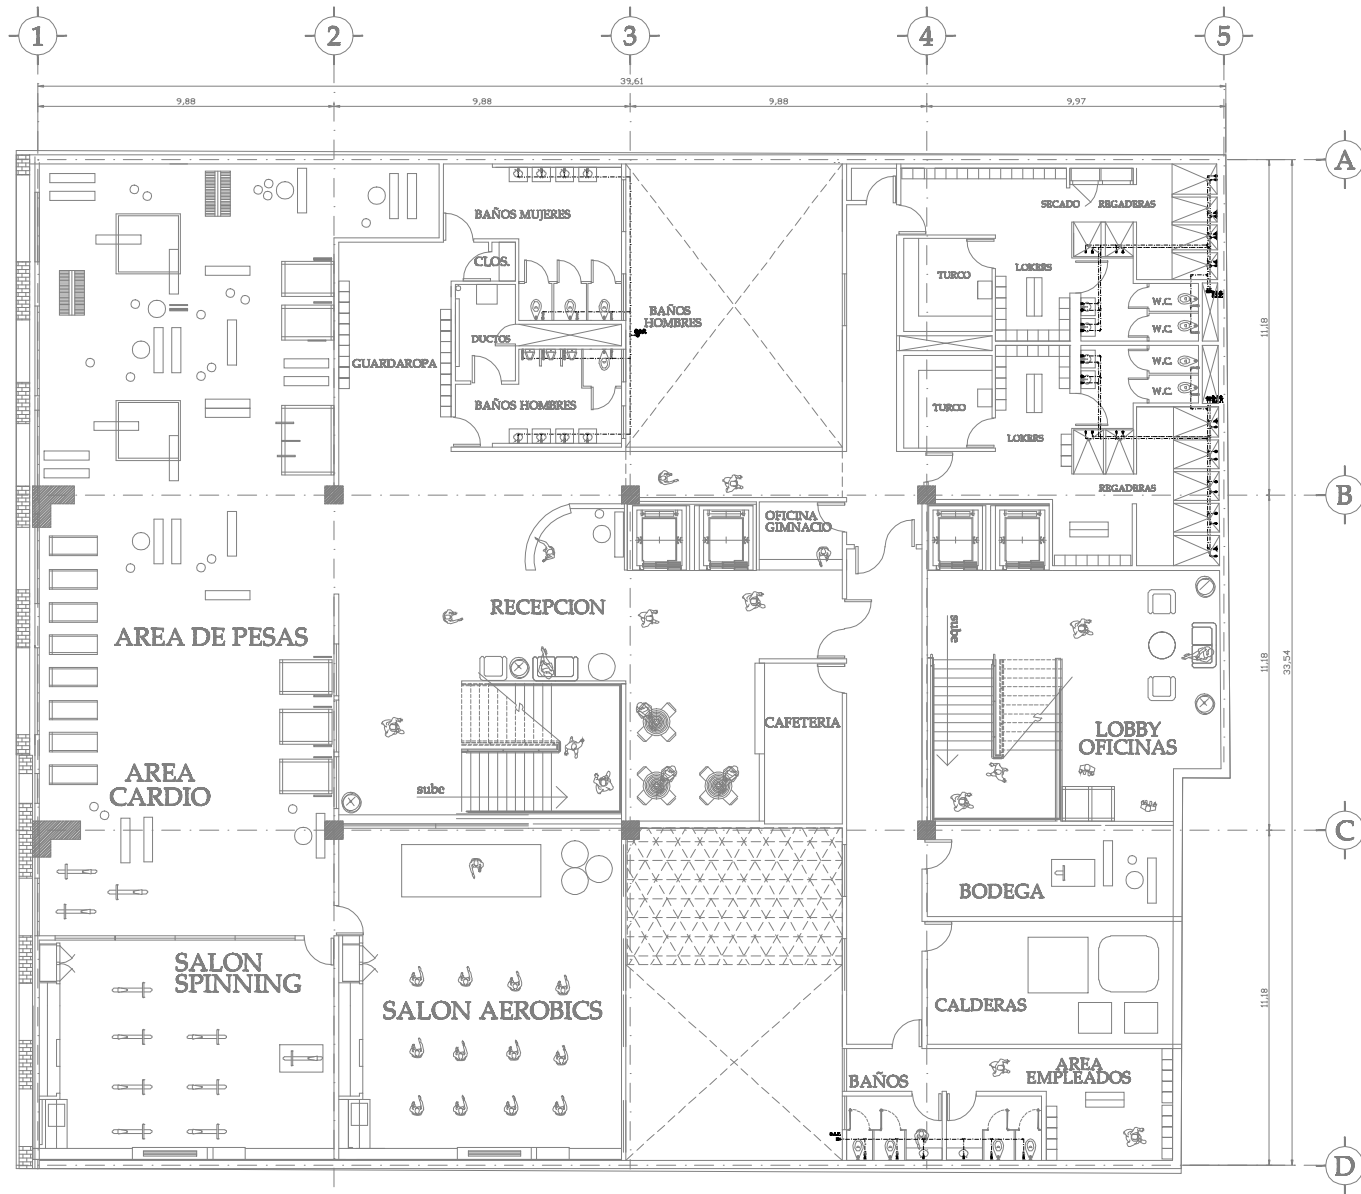 1 2 3 4 5
39,61
9,88 9,88 9,88 9,97
A
BAÑOS MUJERES
SECADO REGADERAS
CLOS.
TURCO
LOKRES
W.C.
BAÑOS
HOMBRES
W.C.
DUCTOS
11,18
GUARDAROPA
W.C.
W.C.
BAÑOS HOMBRES
TURCO
LOKRES
REGADERAS
B
OFICINA
GIMNACIO
RECEPCION
sube
AREA DE PESAS
11,18
33,54
CAFETERIA
LOBBY
OFICINAS
AREA
CARDIO
sube
C
BODEGA
SALON
SPINNING
SALON AEROBICS
CALDERAS
11,18
AREA
EMPLEADOS
BAÑOS
D